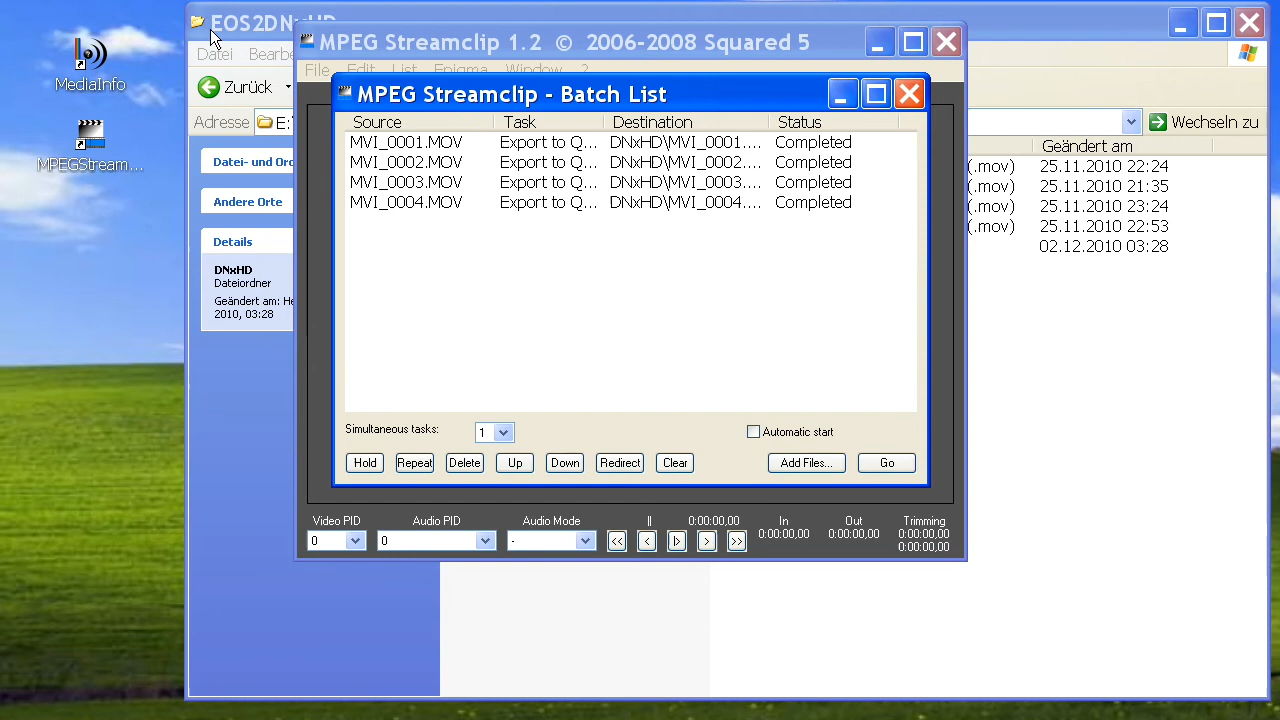 MediaInfo
MPEGStream...
EOS2DNxHD
Datei Bearbe
Zurück
Adresse E:
Wechseln zu
Datei- und Ord
Andere Orte
Details
DNxHD
Dateiordner
Geändert am: He
2010, 03:28
Geändert am
(.mov) 25.11.2010 22:24
(.mov) 25.11.2010 21:35
(.mov) 25.11.2010 23:24
(.mov) 25.11.2010 22:53
02.12.2010 03:28
MPEG Streamclip 1.2 © 2006-2008 Squared 5
File Edit List Enigma Window ?
MPEG Streamclip - Batch List
Source Task Destination Status
MVI_0001.MOV Export to Q... DNxHD\MVI_0001.... Completed
MVI_0002.MOV Export to Q... DNxHD\MVI_0002.... Completed
MVI_0003.MOV Export to Q... DNxHD\MVI_0003.... Completed
MVI_0004.MOV Export to Q... DNxHD\MVI_0004.... Completed
Simultaneous tasks: 1 Automatic start
Hold Repeat Delete Up Down Redirect Clear Add Files... Go
Video PID Audio PID Audio Mode || 0:00:00,00 In Out Trimming
0 0 - << < |> > >> 0:00:00,00 0:00:00,00 0:00:00,00
0:00:00,00